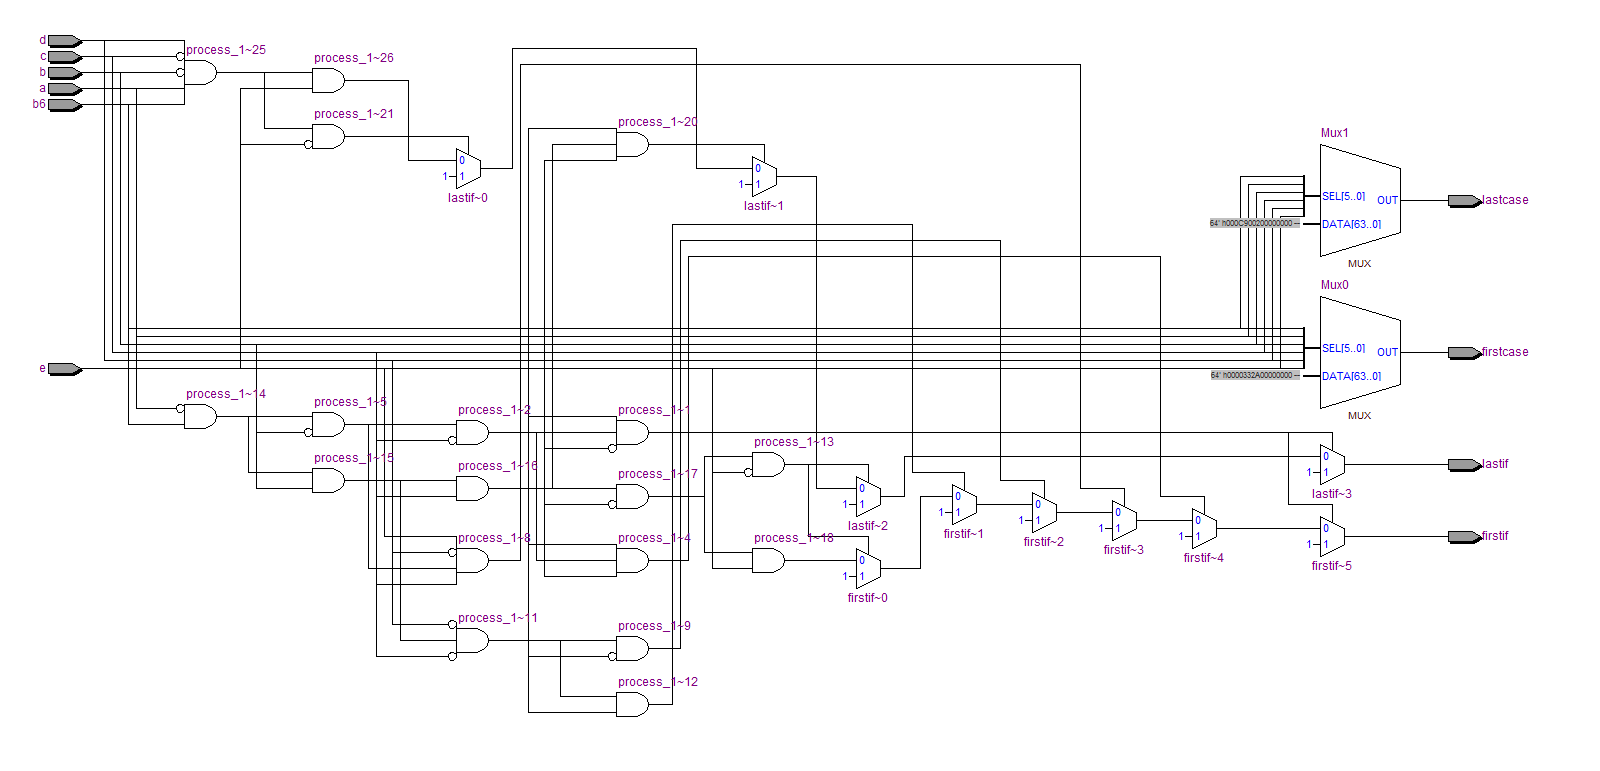 d
c
b
a
b6
process_1~25
process_1~26
process_1~21
0
1
1
lastif~0
process_1~20
0
1
1
lastif~1
Mux1
SEL[5..0]
OUT
64' h000C900200000000 --
DATA[63..0]
MUX
lastcase
Mux0
SEL[5..0]
OUT
64' h0000332A00000000 --
DATA[63..0]
MUX
firstcase
e
process_1~14
process_1~5
process_1~15
process_1~2
process_1~16
process_1~8
process_1~11
process_1~1
process_1~17
process_1~4
process_1~9
process_1~12
process_1~13
process_1~18
0
1
1
lastif~2
0
1
1
firstif~0
0
1
1
firstif~1
0
1
1
firstif~2
0
1
1
firstif~3
0
1
1
firstif~4
0
1
1
lastif~3
lastif
0
1
1
firstif~5
firstif